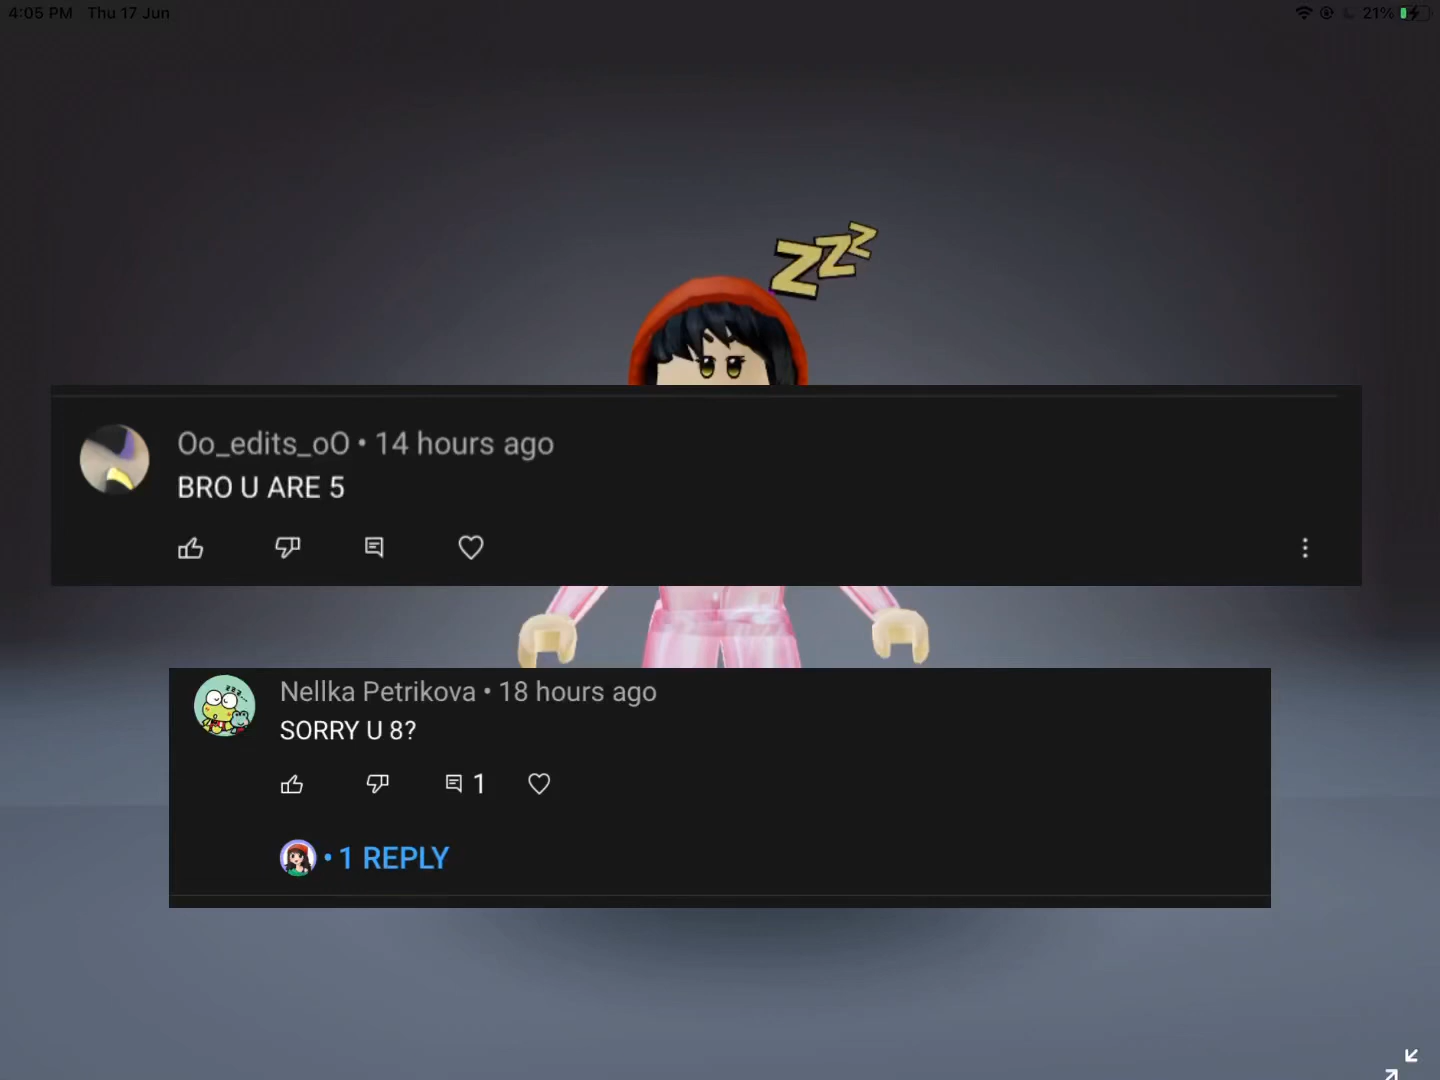 4:05 PM Thu 17 Jun
21%
ZZZ
Oo_edits_oO • 14 hours ago
BRO U ARE 5
Nellka Petrikova • 18 hours ago
SORRY U 8?
1
• 1 REPLY